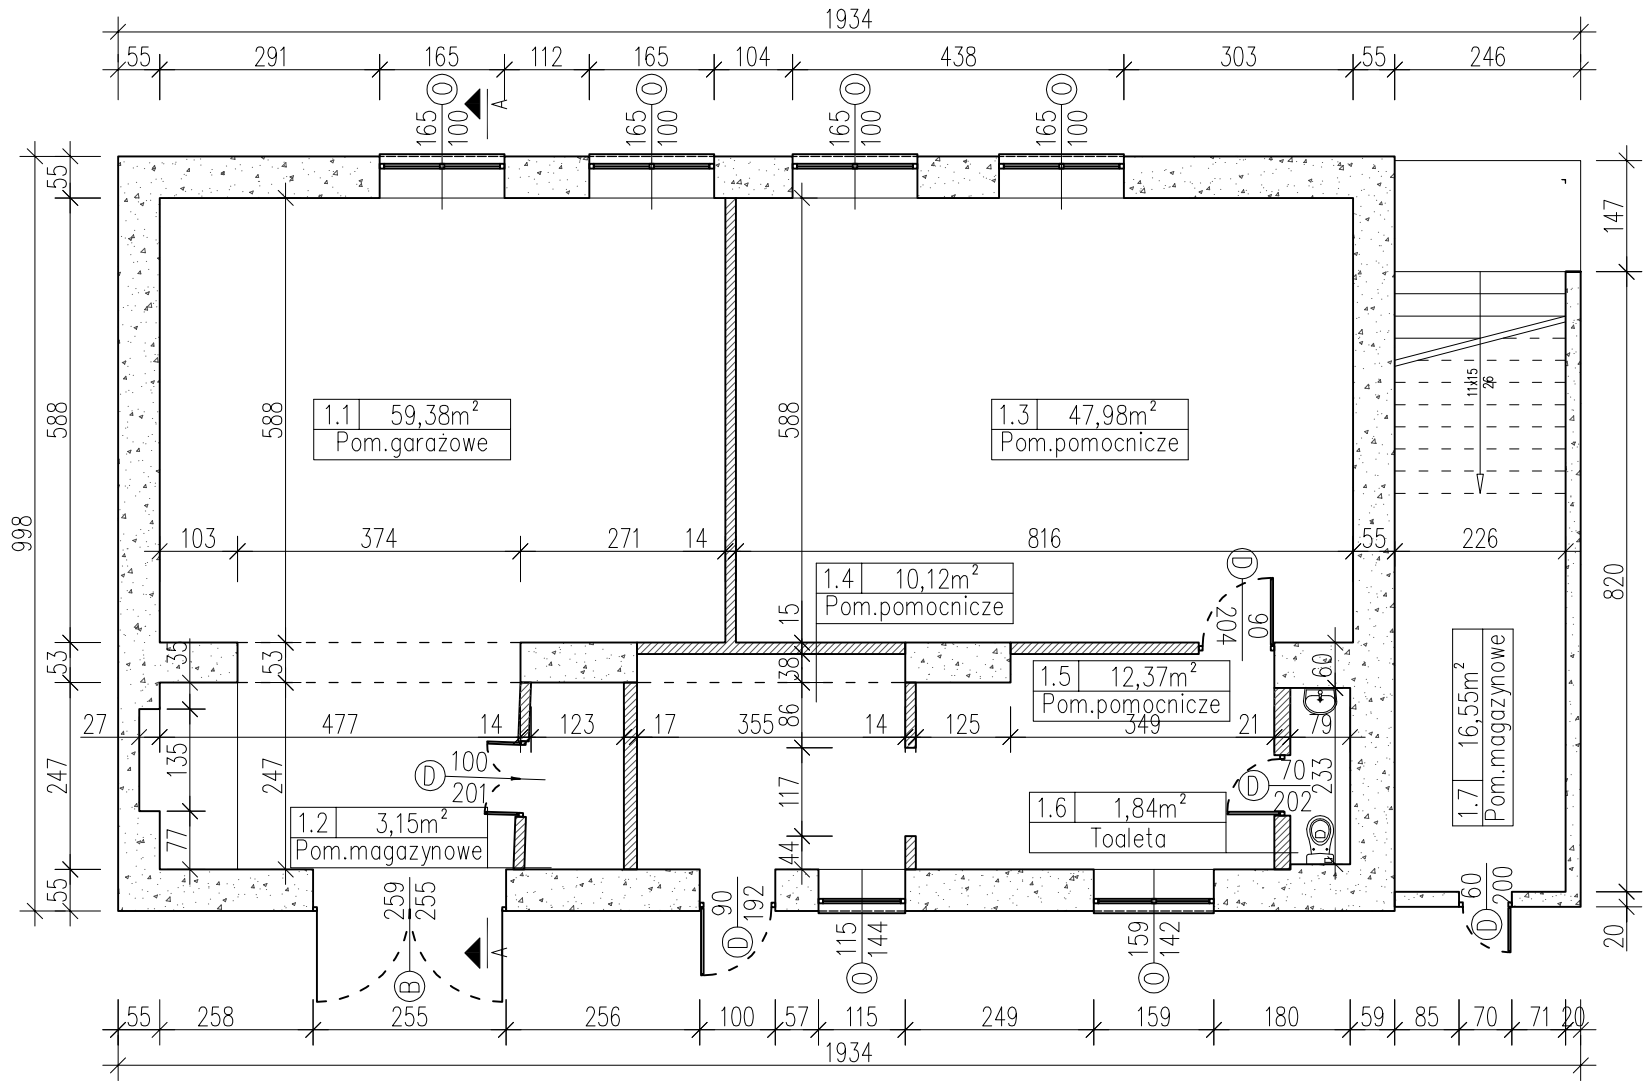 1934
55 291 165 112 165 104 438 303 55 246
O O O O
A
165 100 165 100 165 100 165 100
55
147
588
998
588
588
1.1 59,38m²
Pom.garażowe
1.3 47,98m²
Pom.pomocnicze
11x15
26
103 374 271 14 816 55 226
D
204 90
1.4 10,12m²
Pom.pomocnicze
15
820
53 35 53 38 60
1.5 12,37m²
Pom.pomocnicze
1.7 16,55m²
Pom.magazynowe
27 477 14 123 17 355 86 14 125 349 21 79
247 135 247 117 233
D 100
201
D 70
202
1.2 3,15m²
Pom.magazynowe
1.6 1,84m²
Toaleta
77 44
55
259 255
90 192
D
60 200
D
115 144
159 142
A
B
O O
20
55 258 255 256 100 57 115 249 159 180 59 85 70 71 20
1934